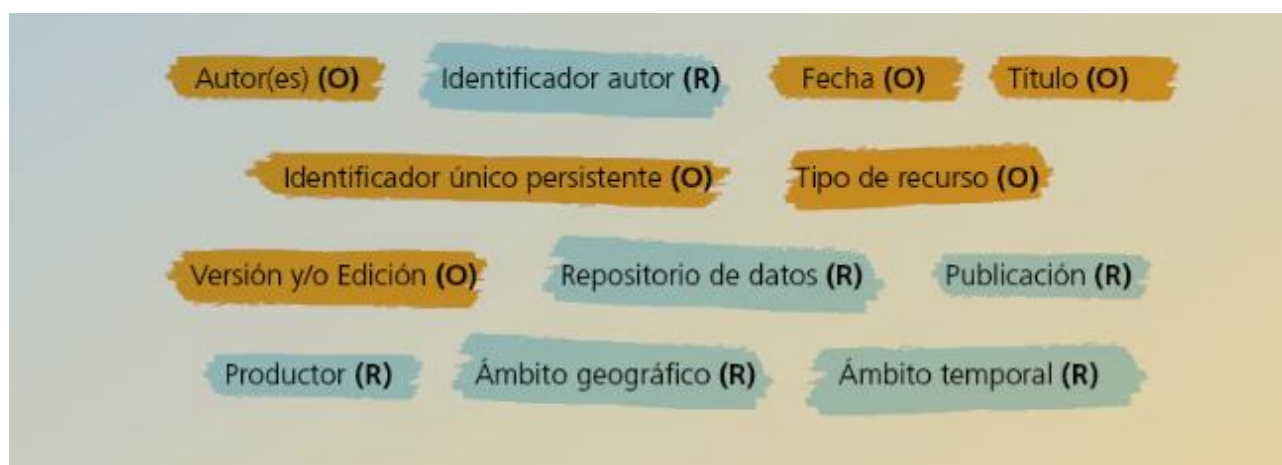 Autor(es) (O) Identificador autor (R) Fecha (O) Título (O)
Identificador único persistente (O) Tipo de recurso (O)
Versión y/o Edición (O) Repositorio de datos (R) Publicación (R)
Productor (R) Ámbito geográfico (R) Ámbito temporal (R)